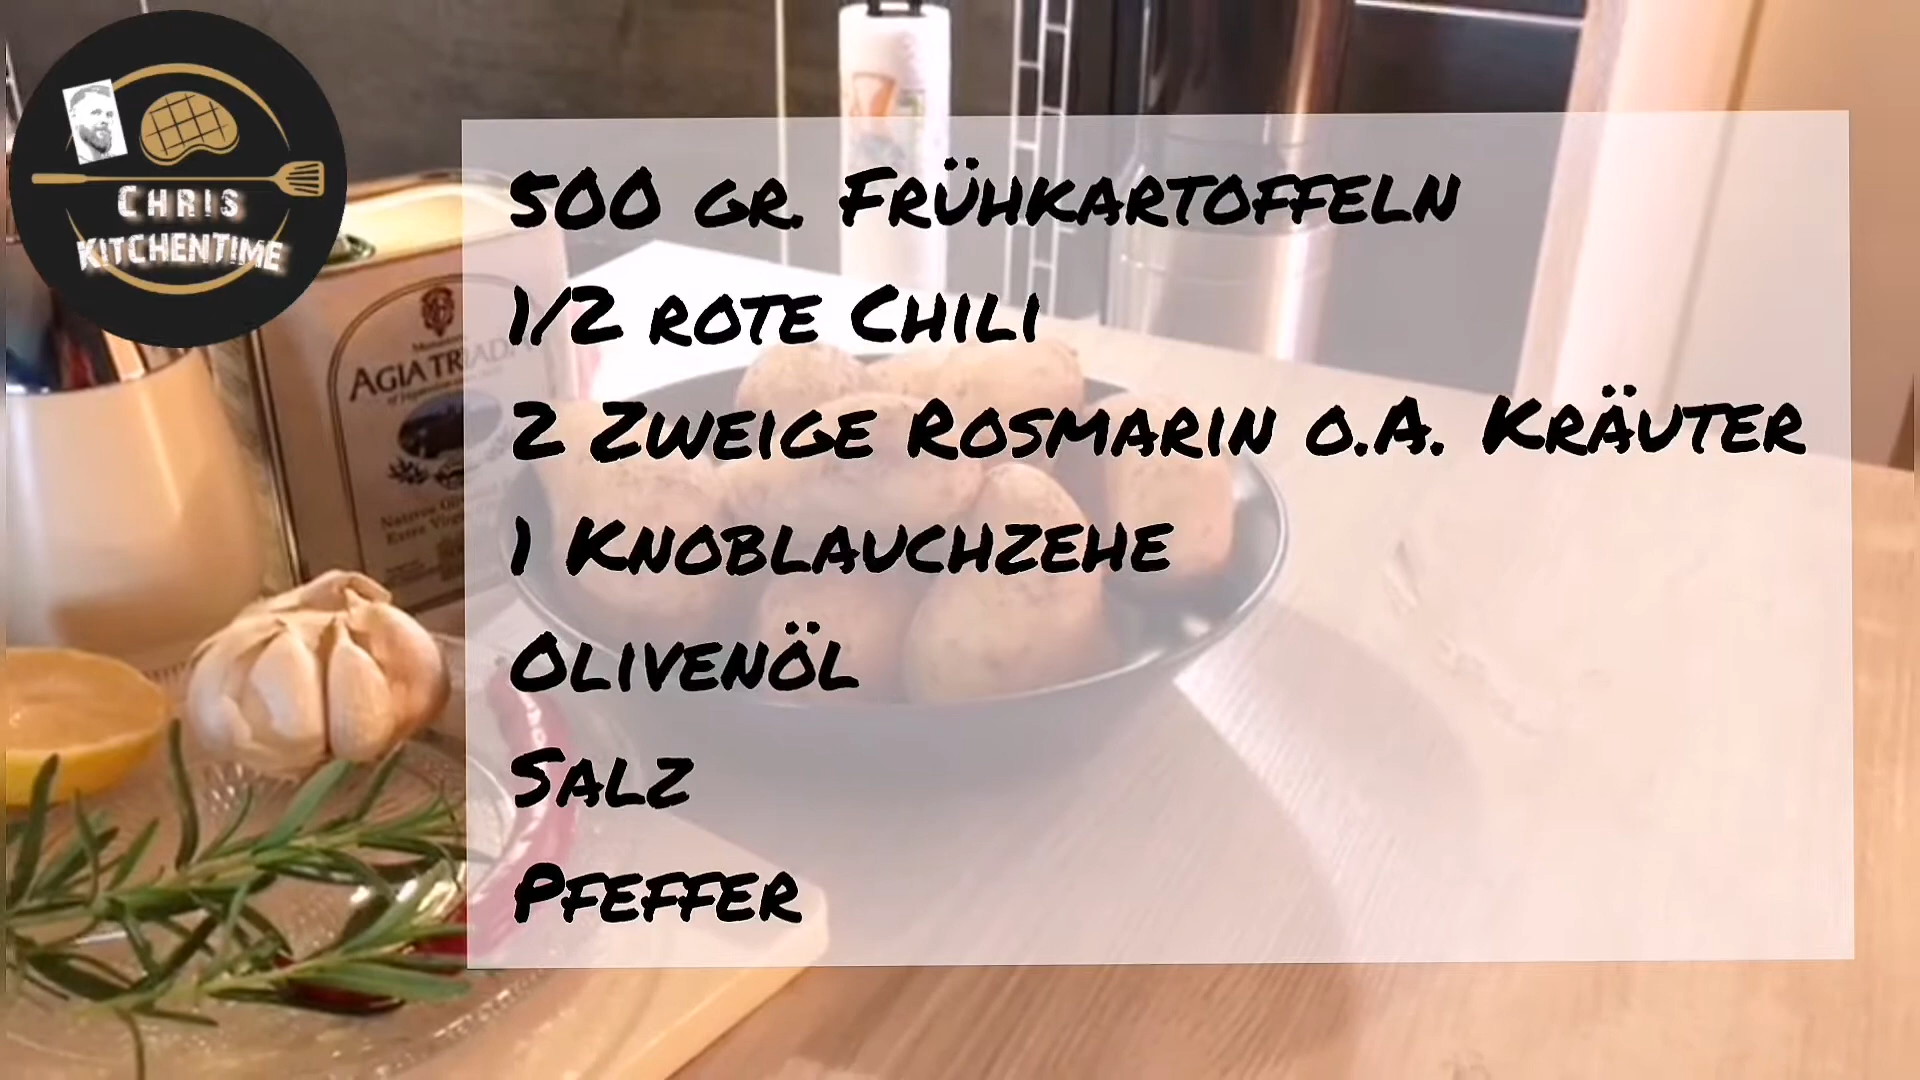 CHRIS
KITCHENTIME
500 gr. Frühkartoffeln
1/2 rote Chili
2 Zweige Rosmarin o.A. Kräuter
1 Knoblauchzehe
Olivenöl
Salz
Pfeffer
AGIA TRIADA